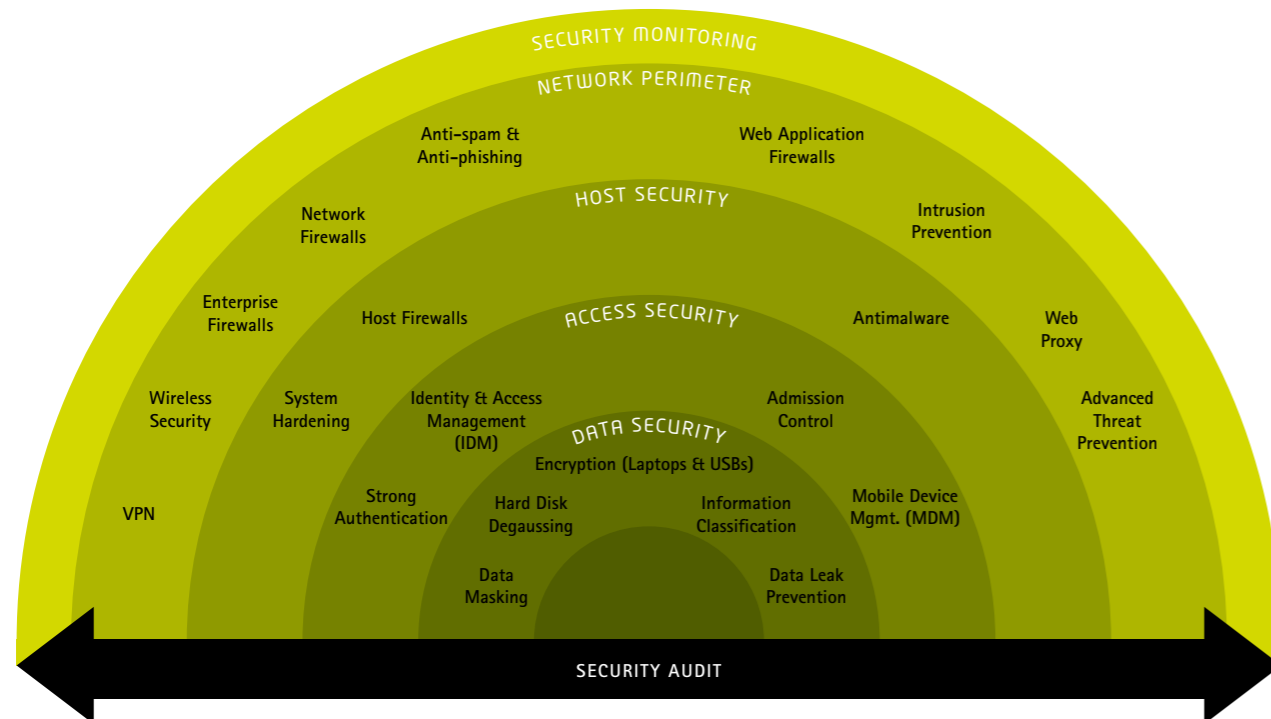 SECURITY MONITORING
NETWORK PERIMETER
Anti-spam &
Anti-phishing
Web Application
Firewalls
Network
Firewalls
Intrusion
Prevention
Enterprise
Firewalls
Web
Proxy
Wireless
Security
Advanced
Threat
Prevention
VPN
HOST SECURITY
Host Firewalls
Antimalware
System
Hardening
ACCESS SECURITY
Identity & Access
Management
(IDM)
Admission
Control
Strong
Authentication
Mobile Device
Mgmt. (MDM)
DATA SECURITY
Encryption (Laptops & USBs)
Hard Disk
Degaussing
Information
Classification
Data
Masking
Data Leak
Prevention
SECURITY AUDIT